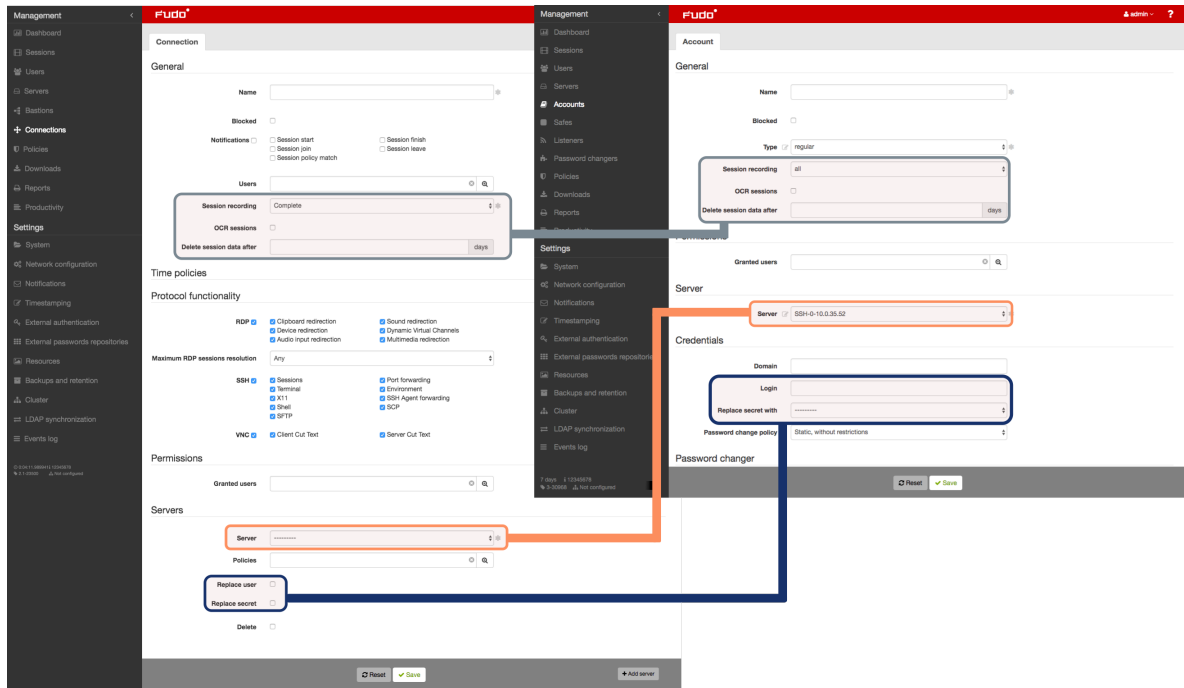 Management
Dashboard
Sessions
Users
Servers
Bastions
Connections
Policies
Downloads
Reports
Productivity
Settings
System
Network configuration
Notifications
Timestamping
External authentication
External passwords repositories
Resources
Backups and retention
Cluster
LDAP synchronization
Events log
FUDO
Connection
General
Name
Blocked
Notifications
Session start
Session finish
Session join
Session leave
Session policy match
Users
Session recording
Complete
OCR sessions
Delete session data after
days
Time policies
Protocol functionality
RDP
Clipboard redirection
Sound redirection
Device redirection
Dynamic Virtual Channels
Audio input redirection
Multimedia redirection
Maximum RDP sessions resolution
Any
SSH
Sessions
Port forwarding
Terminal
Environment
X11
SSH Agent forwarding
Shell
SCP
SFTP
VNC
Client Cut Text
Server Cut Text
Permissions
Granted users
Servers
Server
---------
Policies
Replace user
Replace secret
Delete
Reset
Save
+ Add server
Management
Dashboard
Sessions
Users
Servers
Accounts
Safes
Listeners
Password changers
Policies
Downloads
Reports
Settings
System
Network configuration
Notifications
Timestamping
External authentication
External passwords repositorie
Resources
Backups and retention
Cluster
LDAP synchronization
Events log
7 days 12345678
Not configured
FUDO
admin
?
Account
General
Name
Blocked
Type
regular
Session recording
all
OCR sessions
Delete session data after
days
Granted users
Server
Server
SSH-0-10.0.35.52
Credentials
Domain
Login
Replace secret with
---------
Password change policy
Static, without restrictions
Password changer
Reset
Save